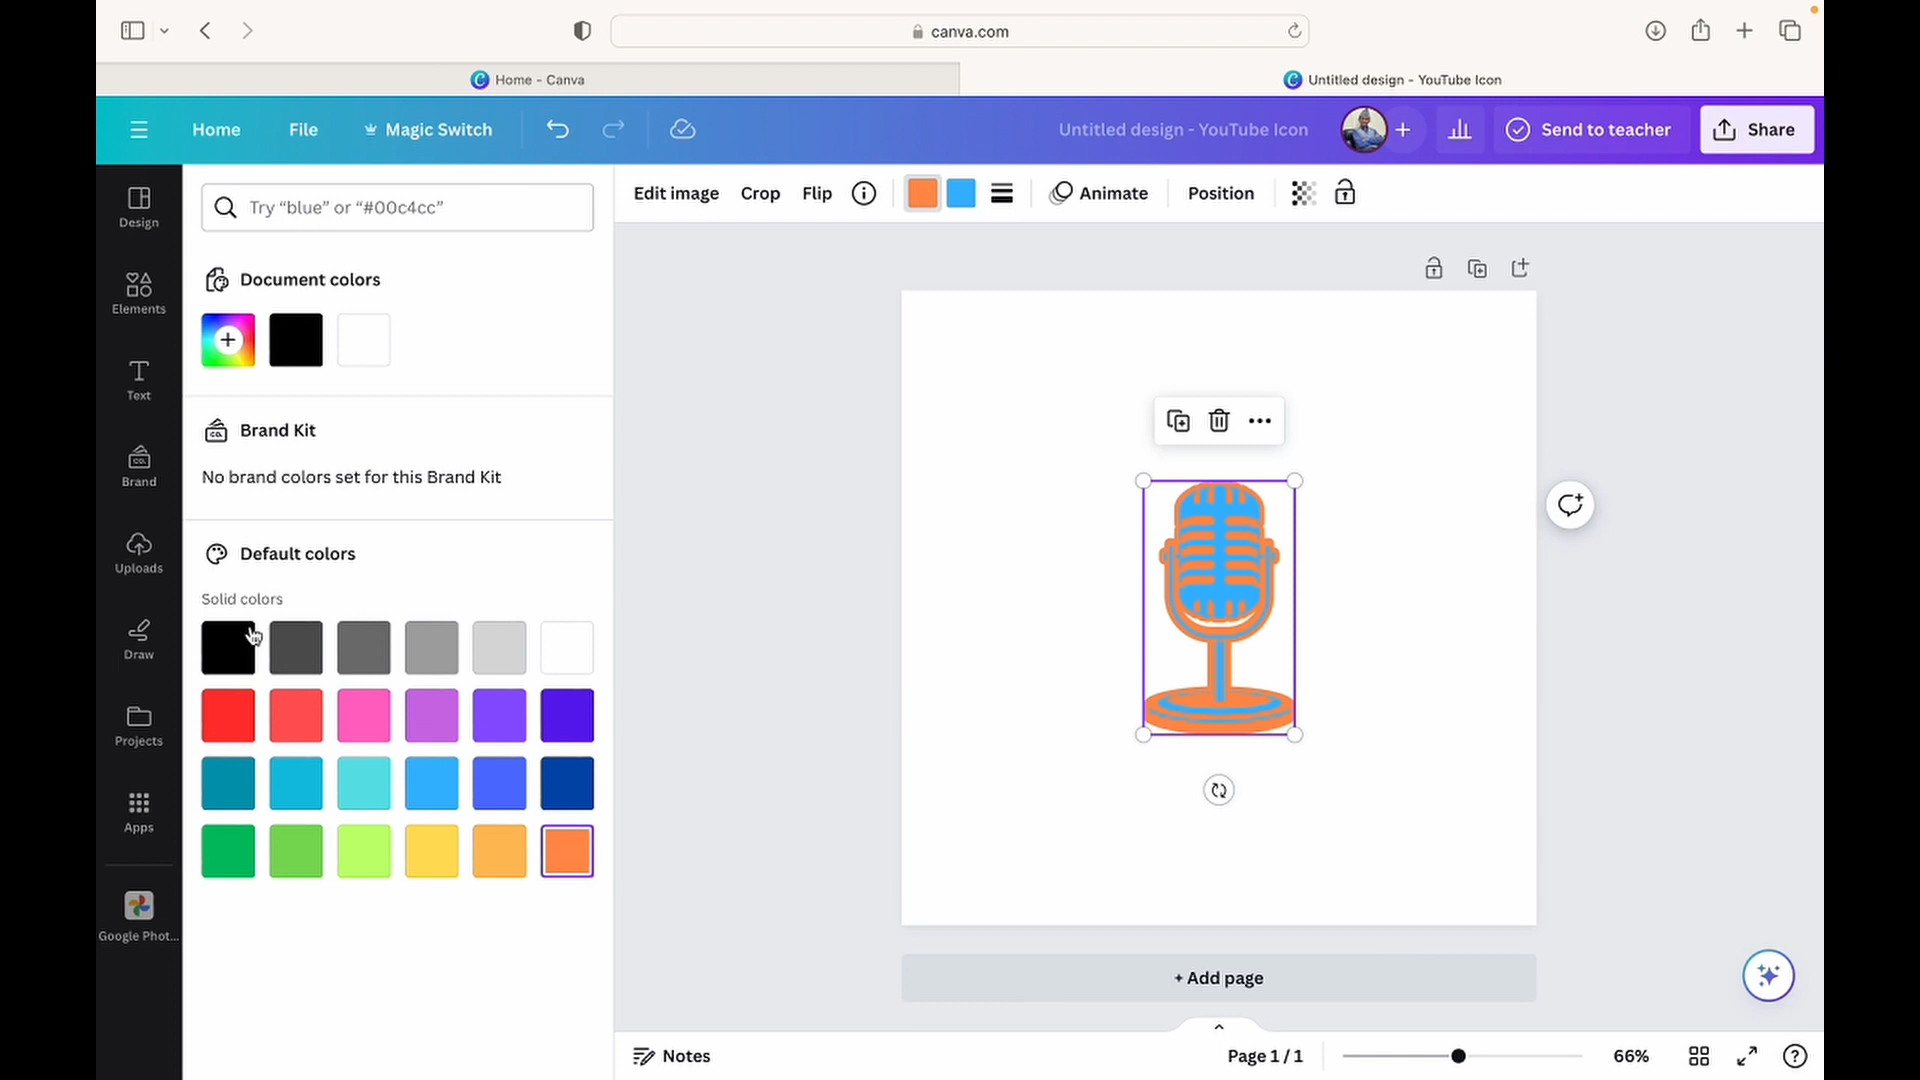 canva.com
Home - Canva
Untitled design - YouTube Icon
Home
File
Magic Switch
Untitled design - YouTube Icon
Send to teacher
Share
Design
Elements
Text
Brand
Uploads
Draw
Projects
Apps
Google Phot...
Try “blue” or “#00c4cc”
Document colors
Brand Kit
No brand colors set for this Brand Kit
Default colors
Solid colors
Edit image
Crop
Flip
Animate
Position
+ Add page
Notes
Page 1 / 1
66%